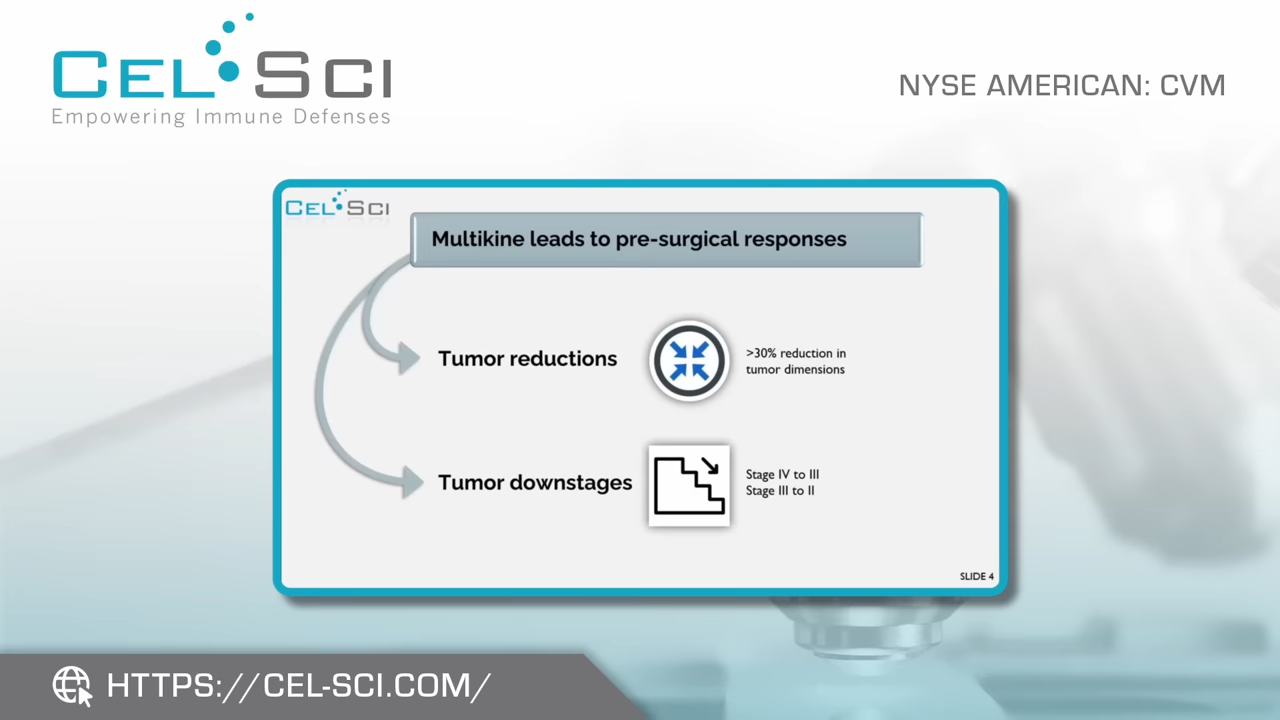 CEL SCI
Empowering Immune Defenses
NYSE AMERICAN: CVM
CEL SCI
Multikine leads to pre-surgical responses
Tumor reductions
>30% reduction in
tumor dimensions
Tumor downstages
Stage IV to III
Stage III to II
SLIDE 4
HTTPS://CEL-SCI.COM/